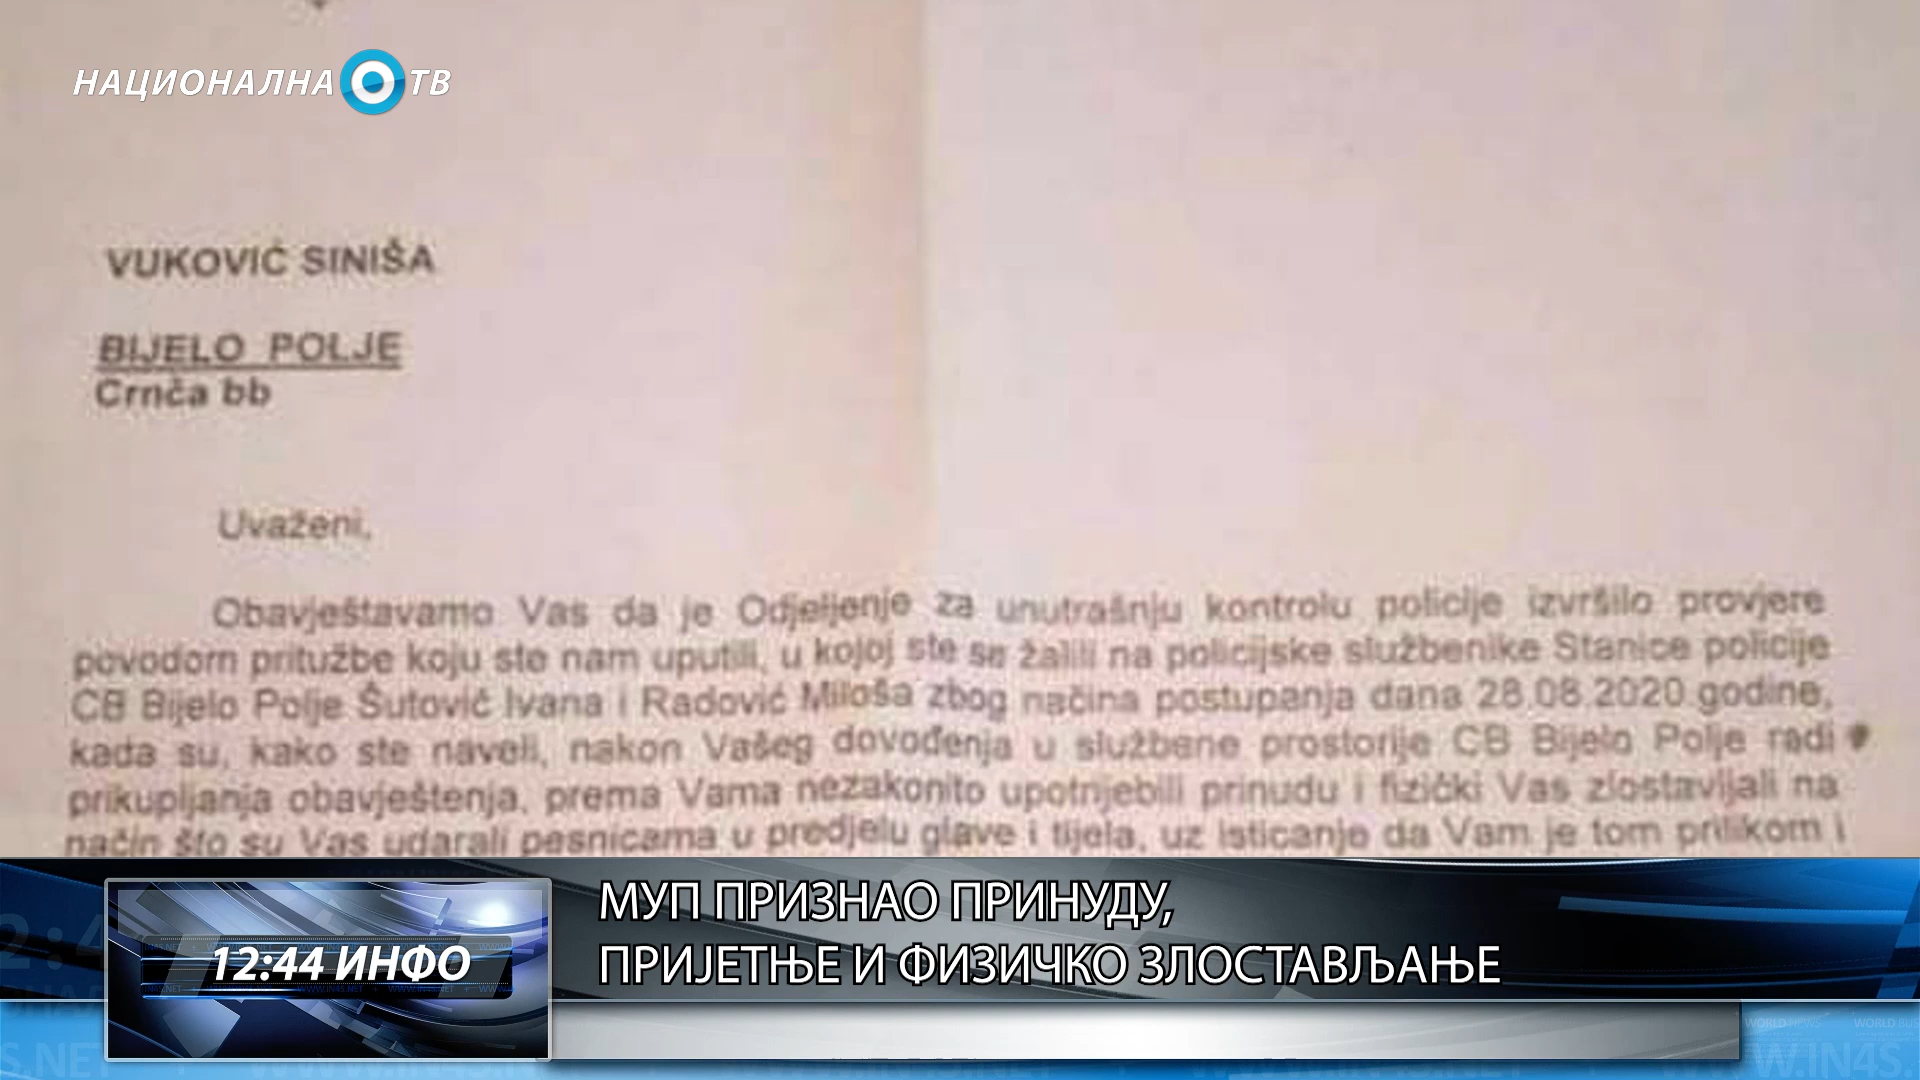 НАЦИОНАЛНА ТВ
VUKOVIĆ SINIŠA
BIJELO POLJE
Crnča bb
Uvaženi,
Obavještavamo Vas da je Odjeljenje za unutrašnju kontrolu policije izvršilo provjere
povodom pritužbe koju ste nam uputili, u kojoj ste se žalili na policijske službenike Stanice policije
CB Bijelo Polje Šutović Ivana i Radović Miloša zbog načina postupanja dana 28.08.2020 godine,
kada su, kako ste naveli, nakon Vašeg dovođenja u službene prostorije CB Bijelo Polje radi
prikupljanja obavještenja, prema Vama nezakonito upotrjebili prinudu i fizički Vas zlostavljali na
način što su Vas udarali pesnicama u predjelu glave i tijela, uz isticanje da Vam je tom prilikom i
МУП ПРИЗНАО ПРИНУДУ,
ПРИЈЕТЊЕ И ФИЗИЧКО ЗЛОСТАВЉАЊЕ
12:44 ИНФО
WORLD NEWS
W.IN4S.NET